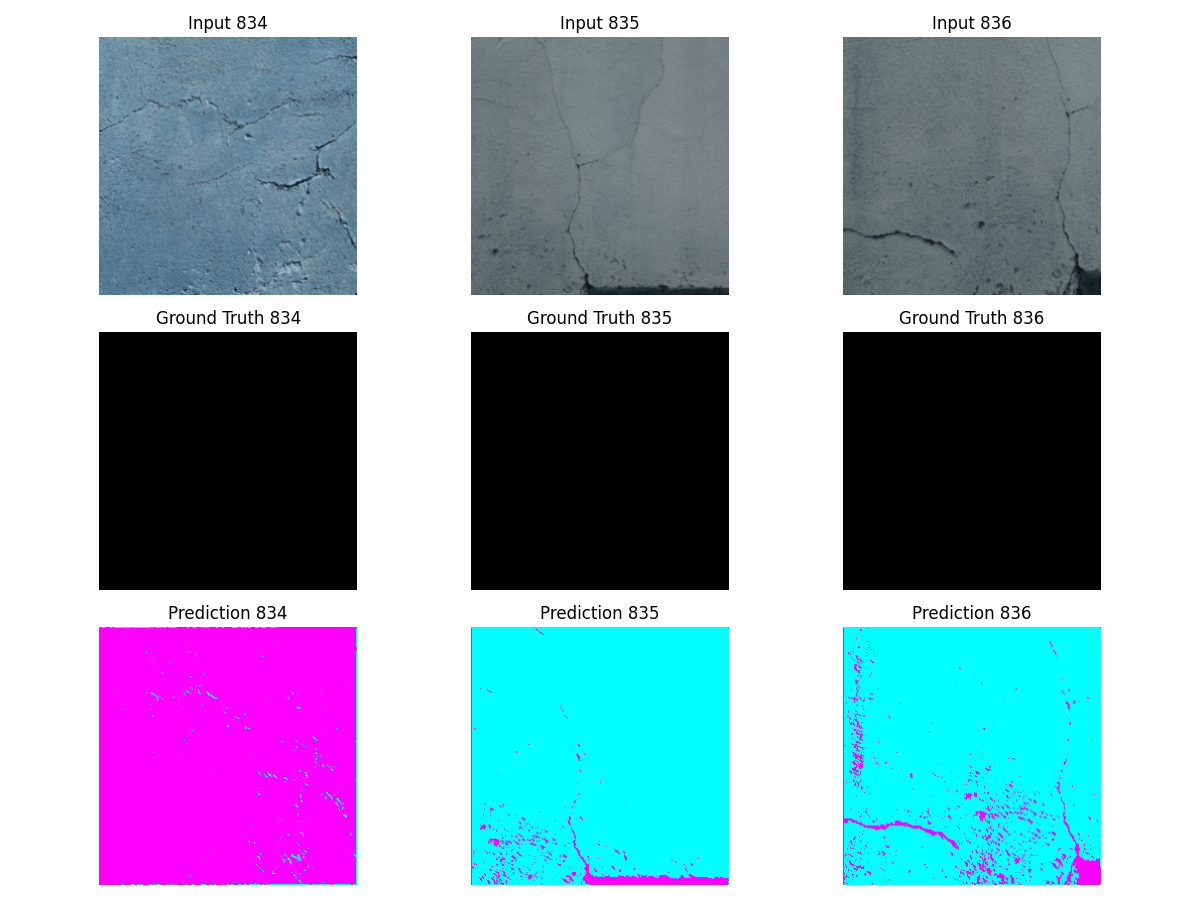 Input 834
Input 835
Input 836
Ground Truth 834
Ground Truth 835
Ground Truth 836
Prediction 834
Prediction 835
Prediction 836